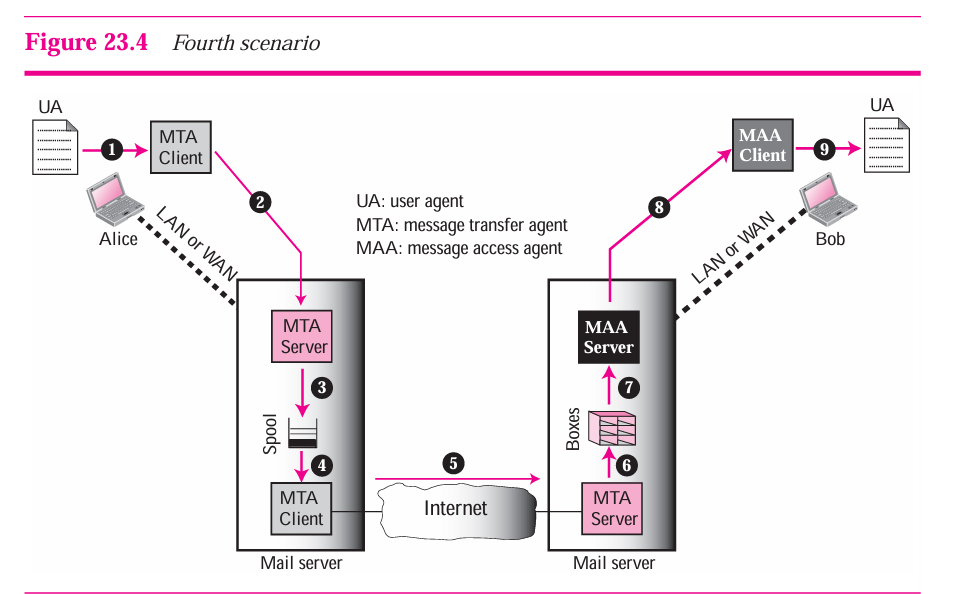 Figure 23.4 Fourth scenario
UA
UA
1
MTA
Client
MAA
Client
9
2
8
UA: user agent
MTA: message transfer agent
MAA: message access agent
Alice
LAN or WAN
LAN or WAN
Bob
MTA
Server
MAA
Server
3
7
Spool
Boxes
4
5
6
MTA
Client
Internet
MTA
Server
Mail server
Mail server